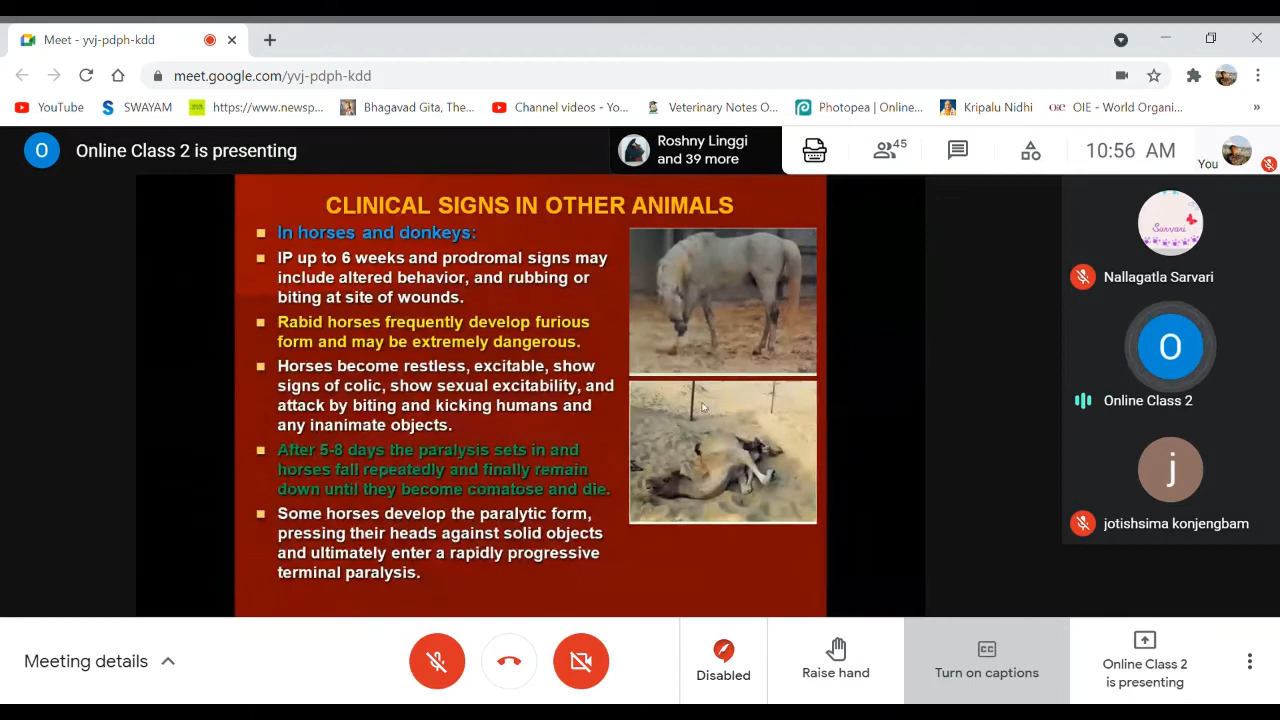 Meet - yvj-pdph-kdd
meet.google.com/yvj-pdph-kdd
YouTube
SWAYAM
https://www.newsp...
Bhagavad Gita, The...
Channel videos - Yo...
Veterinary Notes O...
Photopea | Online...
Kripalu Nidhi
OIE - World Organi...
»
O
Online Class 2 is presenting
Roshny Linggi
and 39 more
45
10:56 AM
You
CLINICAL SIGNS IN OTHER ANIMALS
In horses and donkeys:
IP up to 6 weeks and prodromal signs may
include altered behavior, and rubbing or
biting at site of wounds.
Rabid horses frequently develop furious
form and may be extremely dangerous.
Horses become restless, excitable, show
signs of colic, show sexual excitability, and
attack by biting and kicking humans and
any inanimate objects.
After 5-8 days the paralysis sets in and
horses fall repeatedly and finally remain
down until they become comatose and die.
Some horses develop the paralytic form,
pressing their heads against solid objects
and ultimately enter a rapidly progressive
terminal paralysis.
Sarvari
Nallagatla Sarvari
O
Online Class 2
j
jotishsima konjengbam
Meeting details
Disabled
Raise hand
CC
Turn on captions
Online Class 2
is presenting